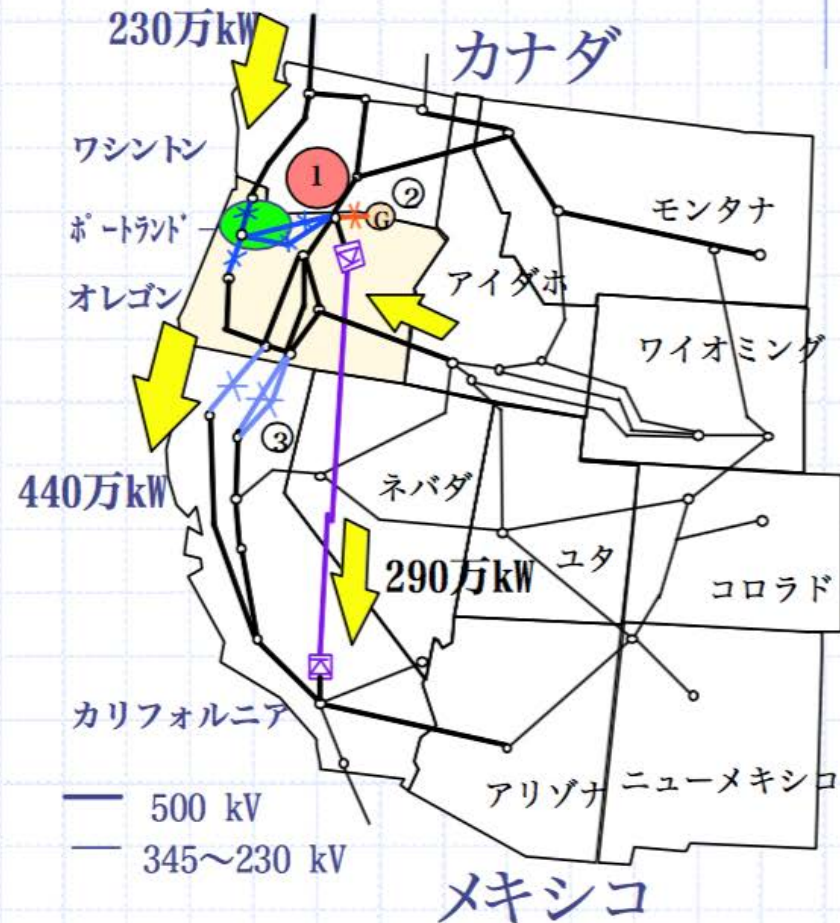 230万kW
カナダ
ワシントン
1
②
G
モンタナ
ポートランド
アイダホ
オレゴン
ワイオミング
③
ネバダ
440万kW
290万kW
ユタ
コロラド
カリフォルニア
アリゾナ
ニューメキシコ
500 kV
345～230 kV
メキシコ